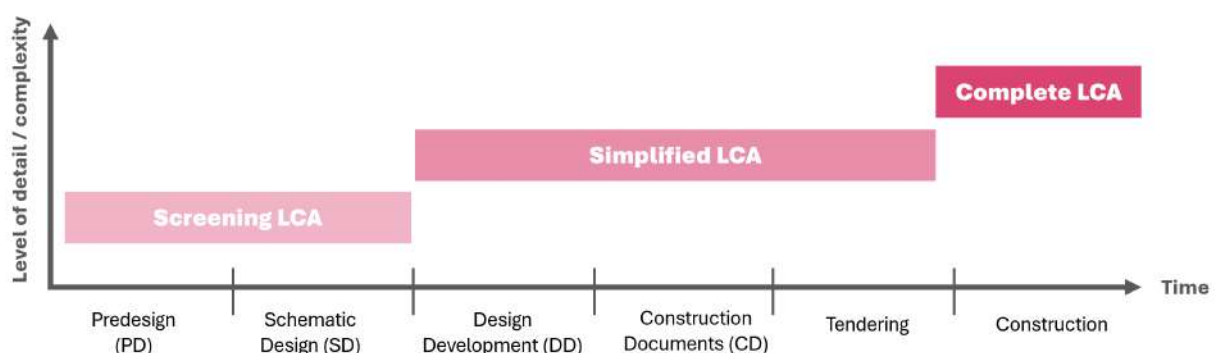 Level of detail / complexity
Complete LCA
Simplified LCA
Screening LCA
Time
Predesign
(PD)
Schematic
Design (SD)
Design
Development (DD)
Construction
Documents (CD)
Tendering
Construction